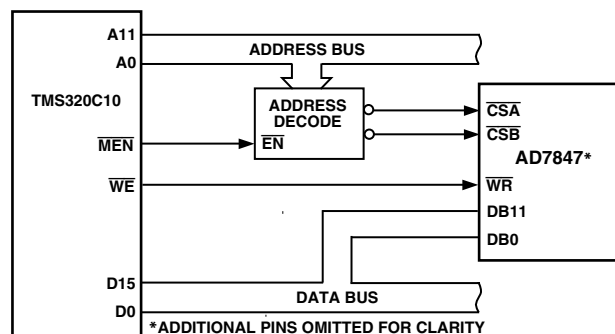 A11
ADDRESS BUS
A0
TMS320C10
ADDRESS
DECODE
CSA
EN
CSB
MEN
AD7847*
WE
WR
DB11
DB0
D15
DATA BUS
D0
*ADDITIONAL PINS OMITTED FOR CLARITY